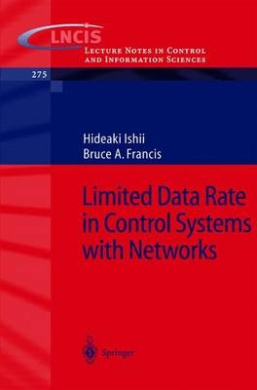 LNCIS
LECTURE NOTES IN CONTROL
AND INFORMATION SCIENCES
275
Hideaki Ishii
Bruce A. Francis
Limited Data Rate
in Control Systems
with Networks
Springer